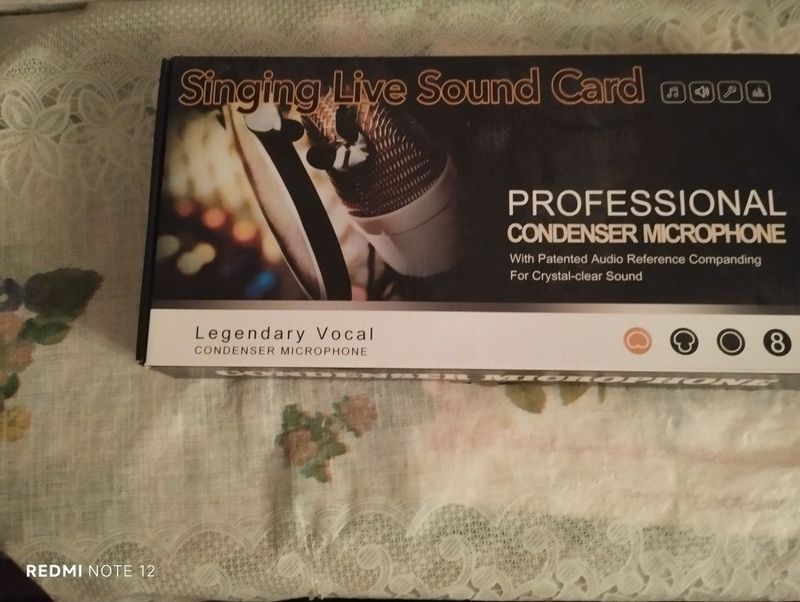 Singing Live Sound Card
PROFESSIONAL
CONDENSER MICROPHONE
With Patented Audio Reference Companding
For Crystal-clear Sound
Legendary Vocal
CONDENSER MICROPHONE
8
CONDENSER MICROPHONE
REDMI NOTE 12